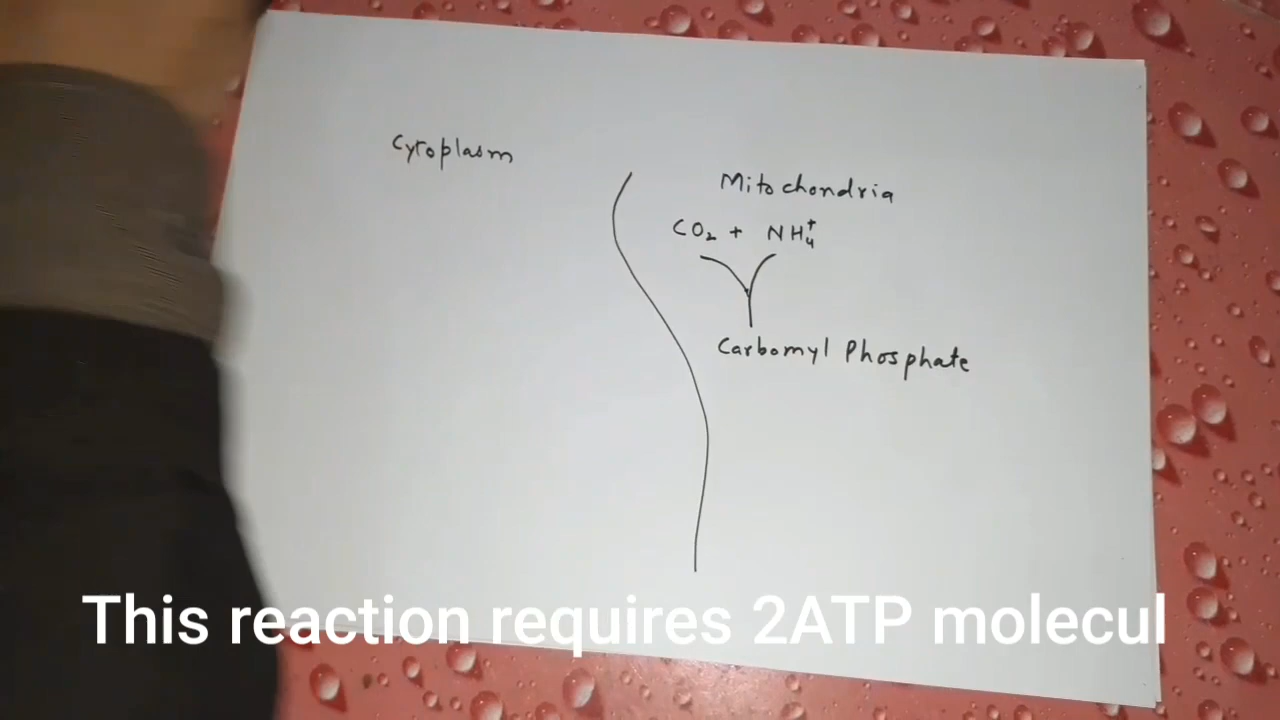 Cytoplasm
Mitochondria
CO₂ + NH₄⁺
Carbomyl Phosphate
This reaction requires 2ATP molecul